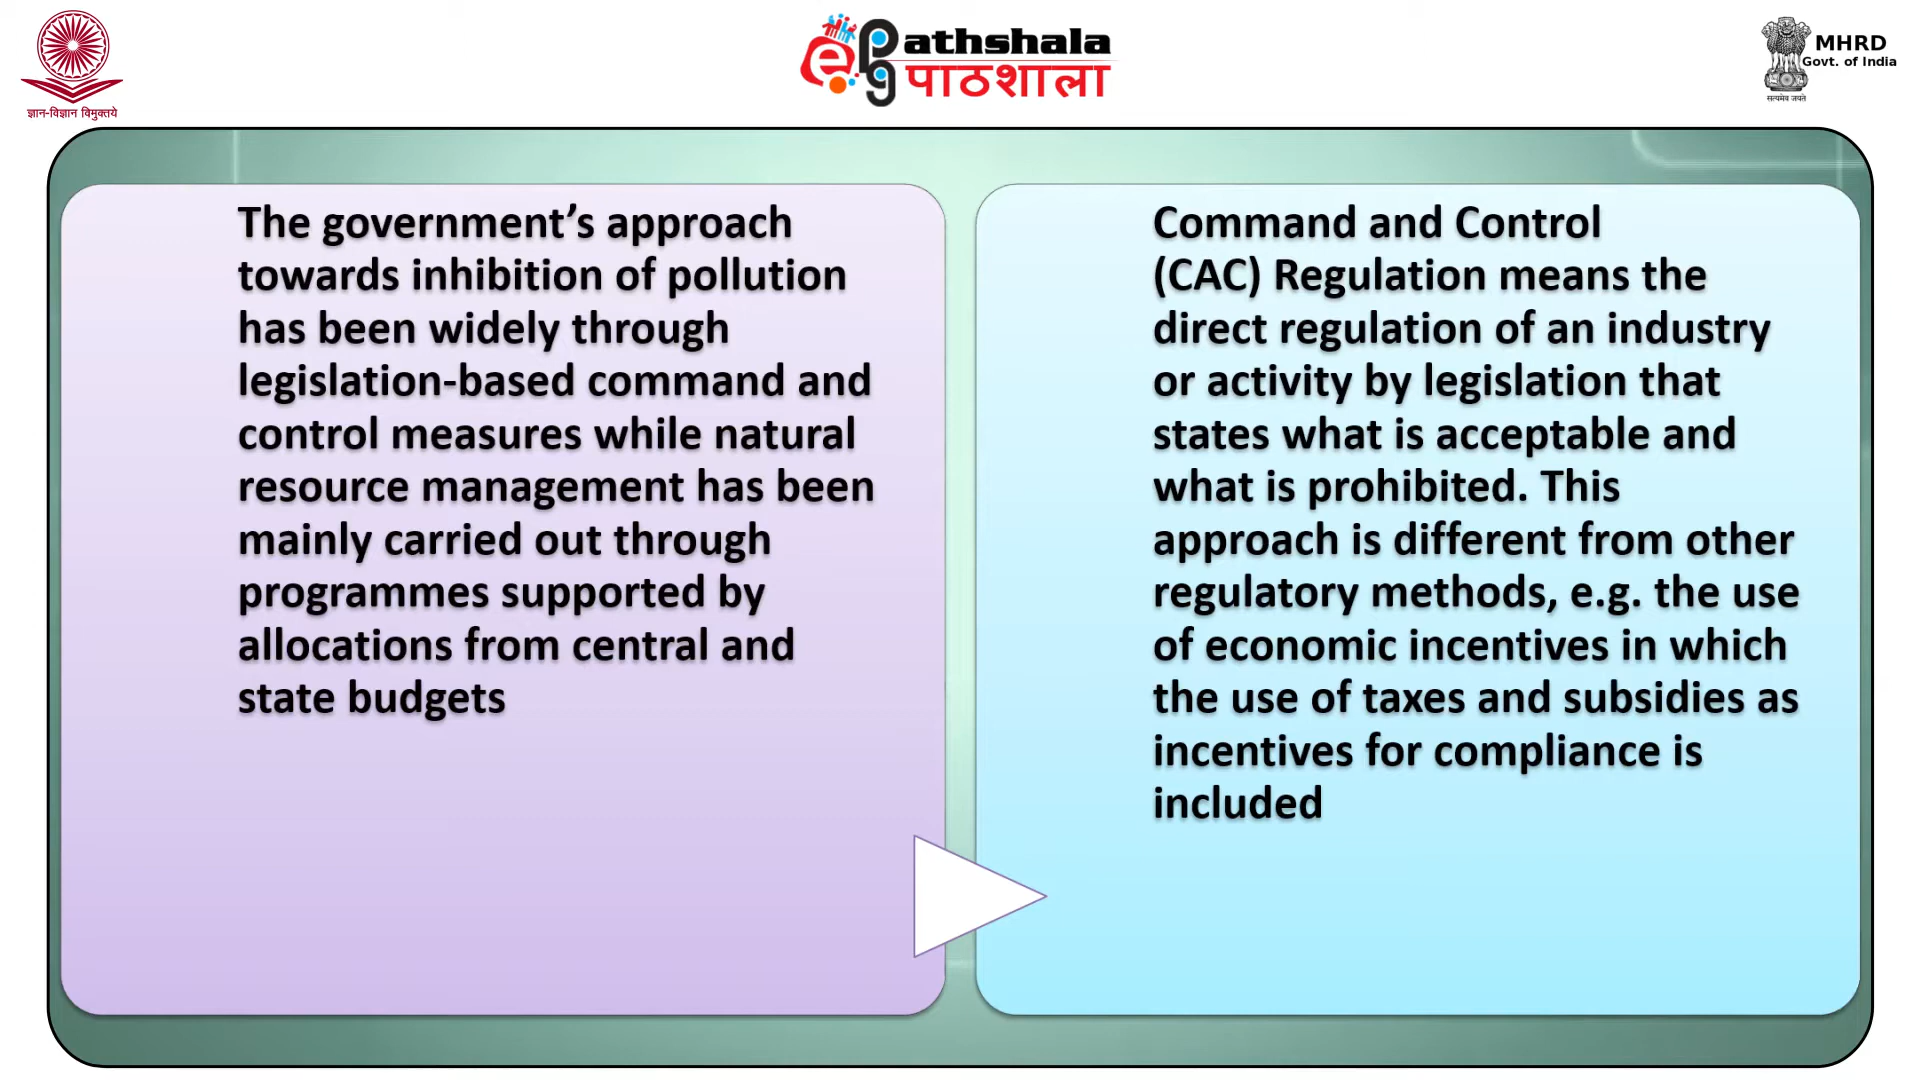 ज्ञान-विज्ञान विमुक्तये
e pg athshala
पाठशाला
सत्यमेव जयते
MHRD
Govt. of India
The government’s approach
towards inhibition of pollution
has been widely through
legislation-based command and
control measures while natural
resource management has been
mainly carried out through
programmes supported by
allocations from central and
state budgets
Command and Control
(CAC) Regulation means the
direct regulation of an industry
or activity by legislation that
states what is acceptable and
what is prohibited. This
approach is different from other
regulatory methods, e.g. the use
of economic incentives in which
the use of taxes and subsidies as
incentives for compliance is
included